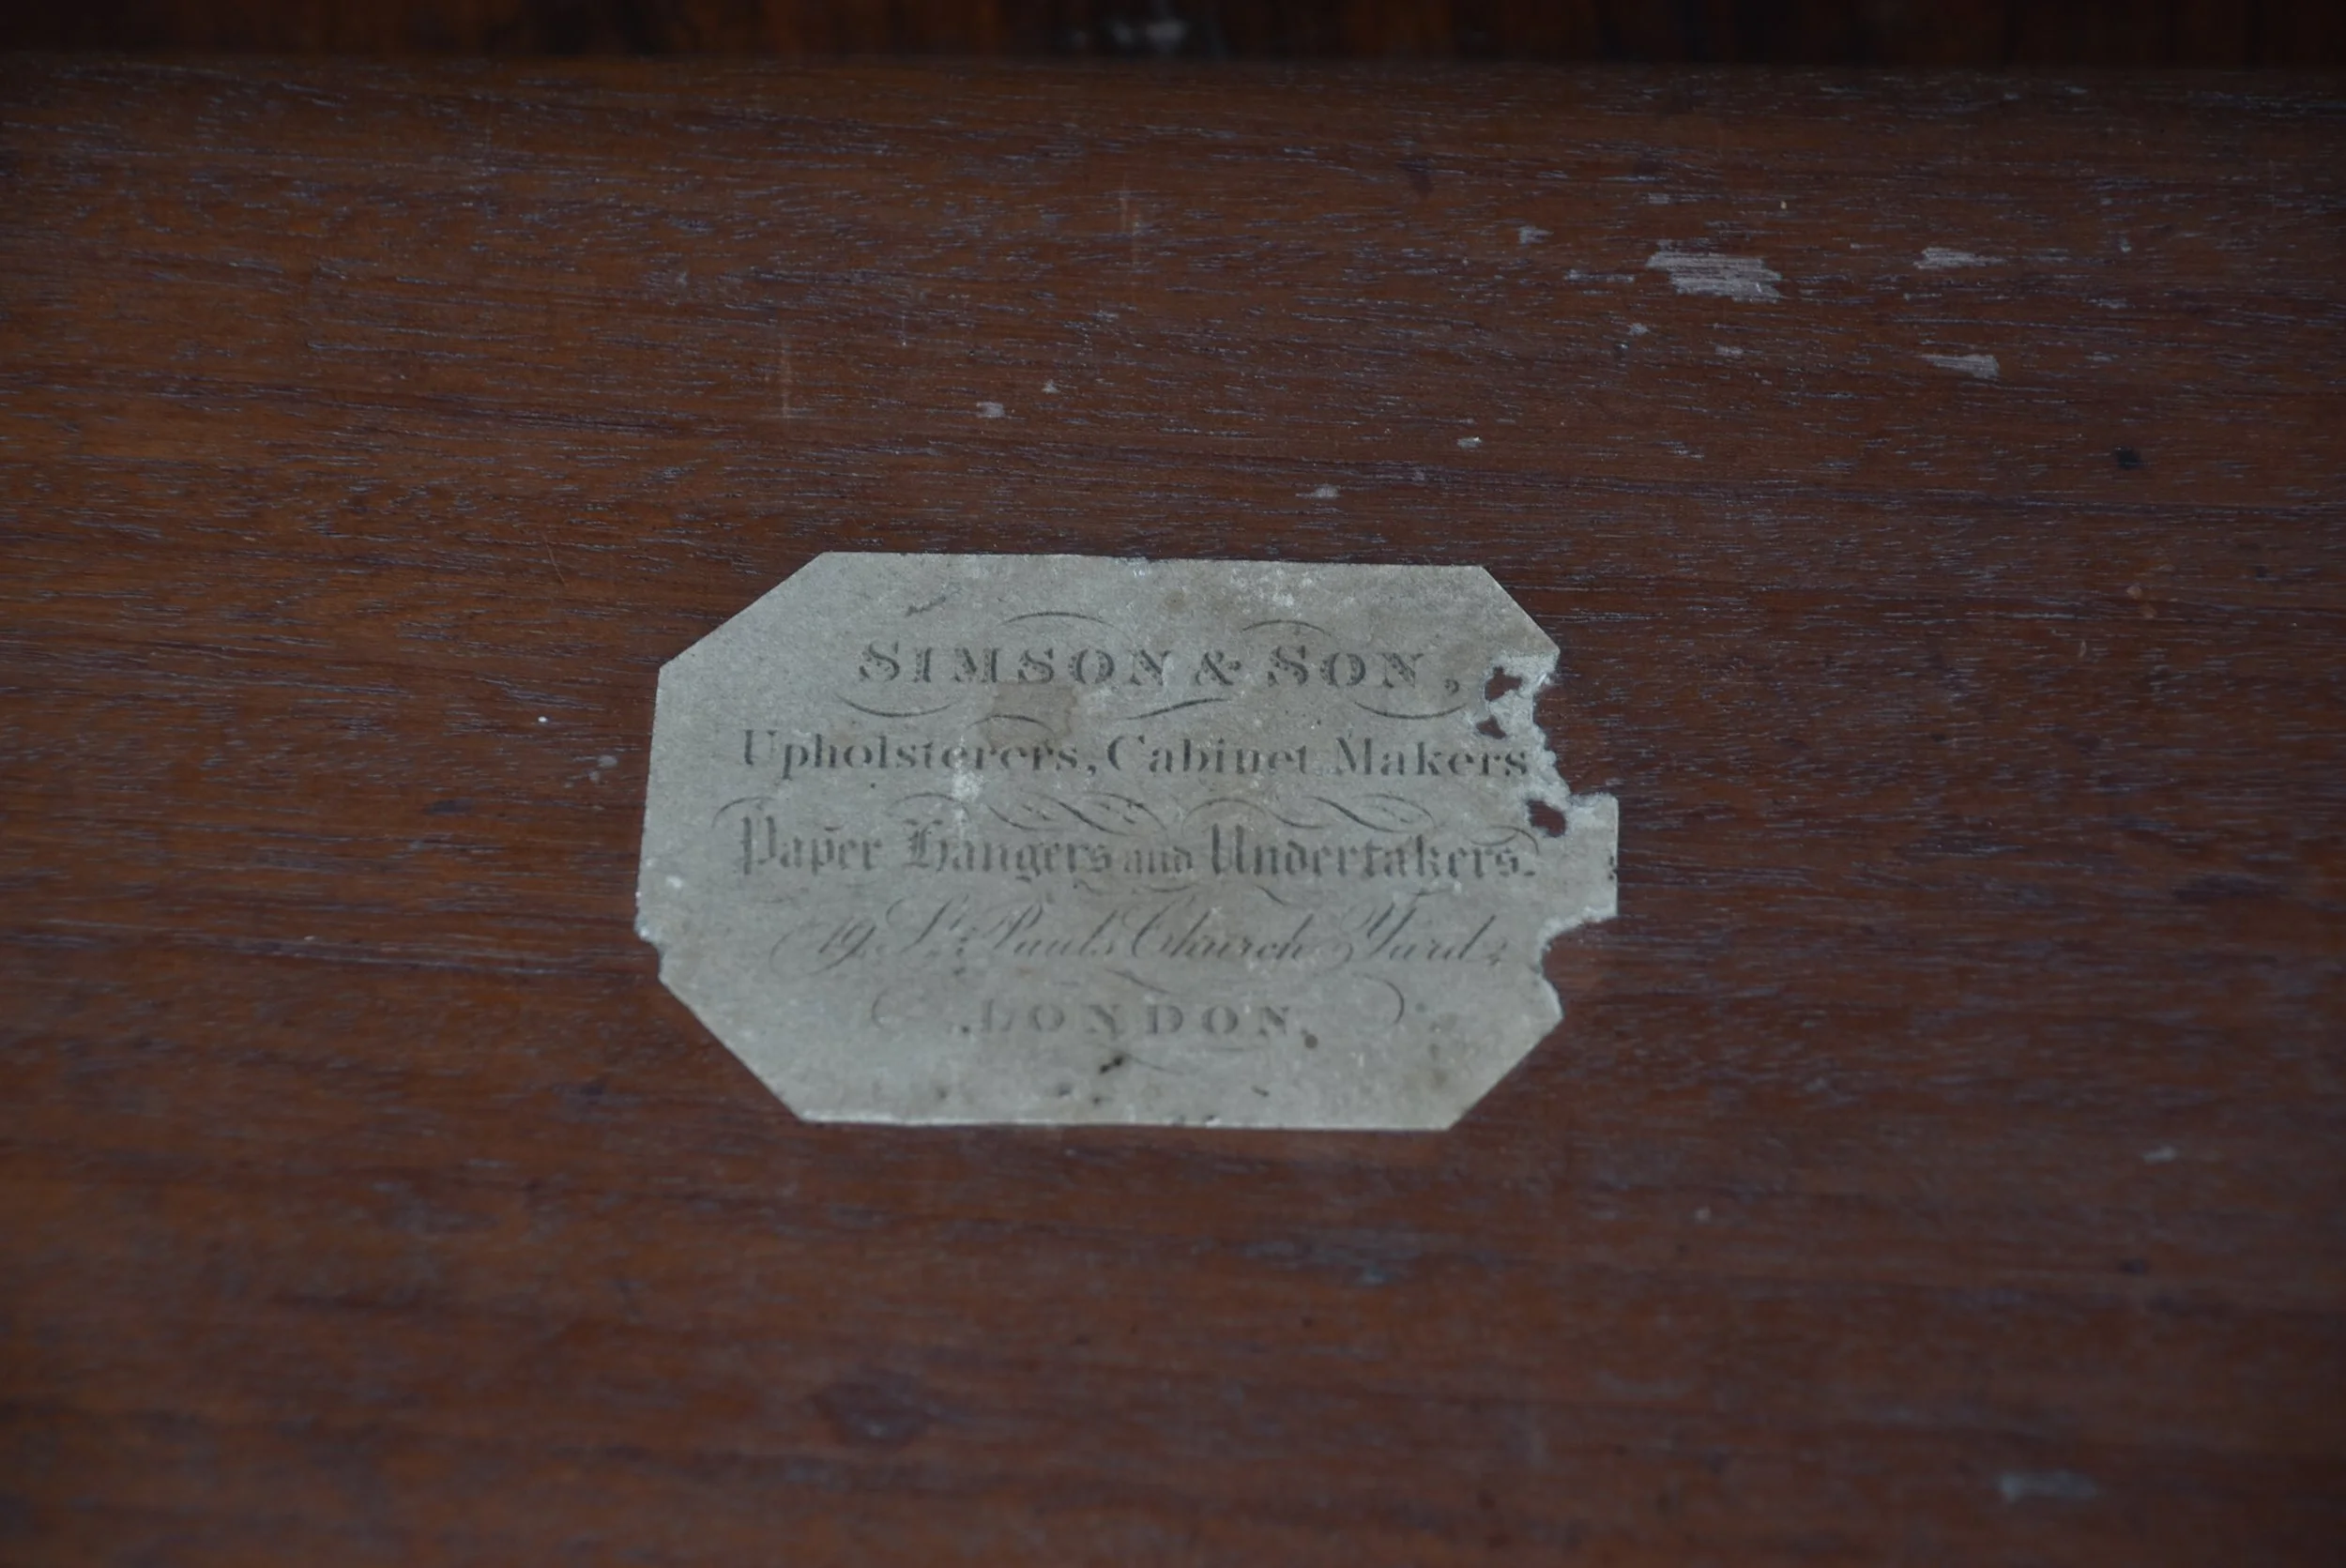 SIMSON & SON,
Upholsterers, Cabinet Makers
Paper Hangers and Undertakers.
19, St. Paul's Church Yard,
LONDON.